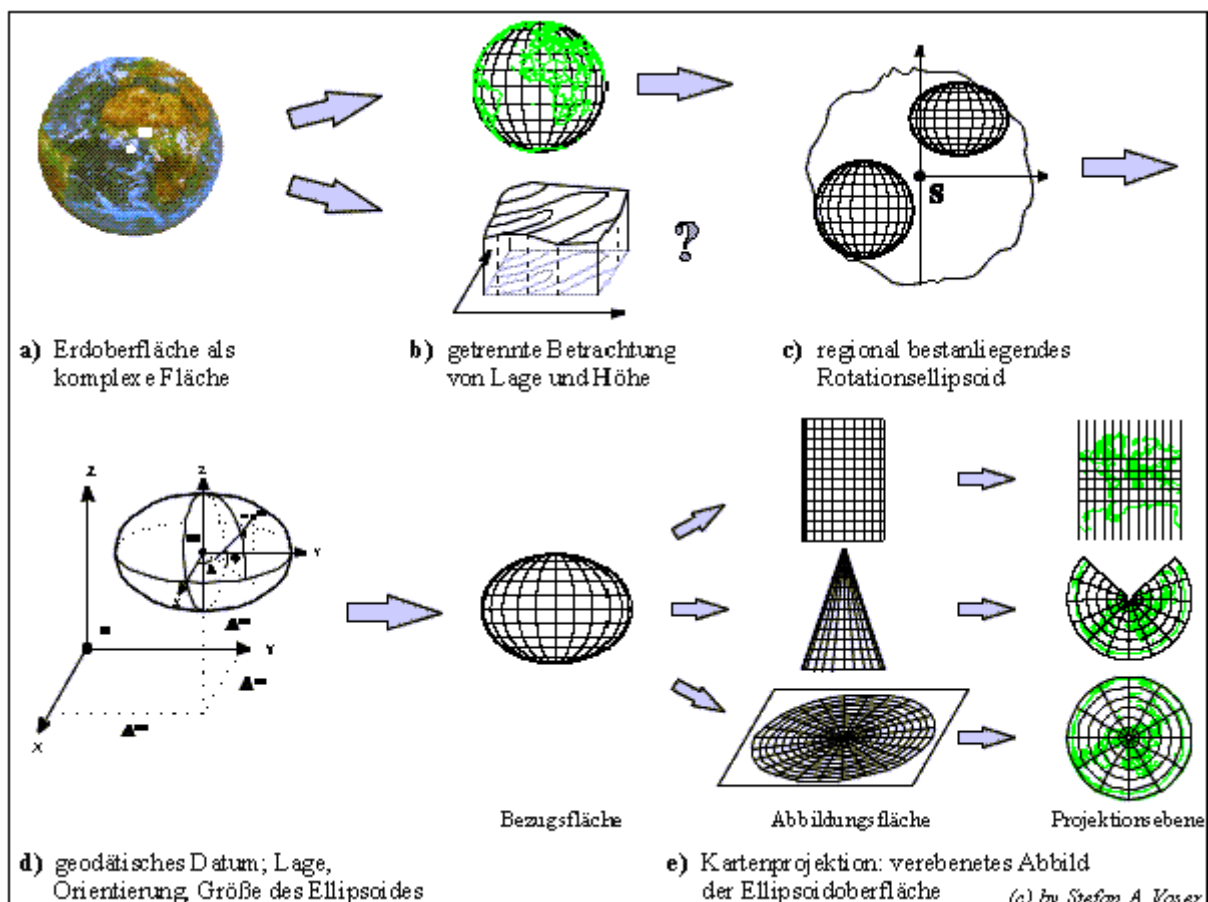 ?
S
a) Erdoberfläche als
komplexe Fläche
b) getrennte Betrachtung
von Lage und Höhe
c) regional bestanliegendes
Rotationsellipsoid
Z
Z
Y
X
Y
X
Bezugsfläche
Abbildungsfläche
Projektionsebene
d) geodätisches Datum; Lage,
Orientierung, Größe des Ellipsoides
e) Kartenprojektion: verebenetes Abbild
der Ellipsoidoberfläche
(c) by Stefan A. Voser